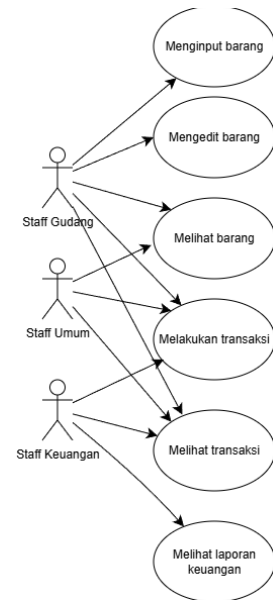 Menginput barang
Mengedit barang
Staff Gudang
Melihat barang
Staff Umum
Melakukan transaksi
Staff Keuangan
Melihat transaksi
Melihat laporan
keuangan